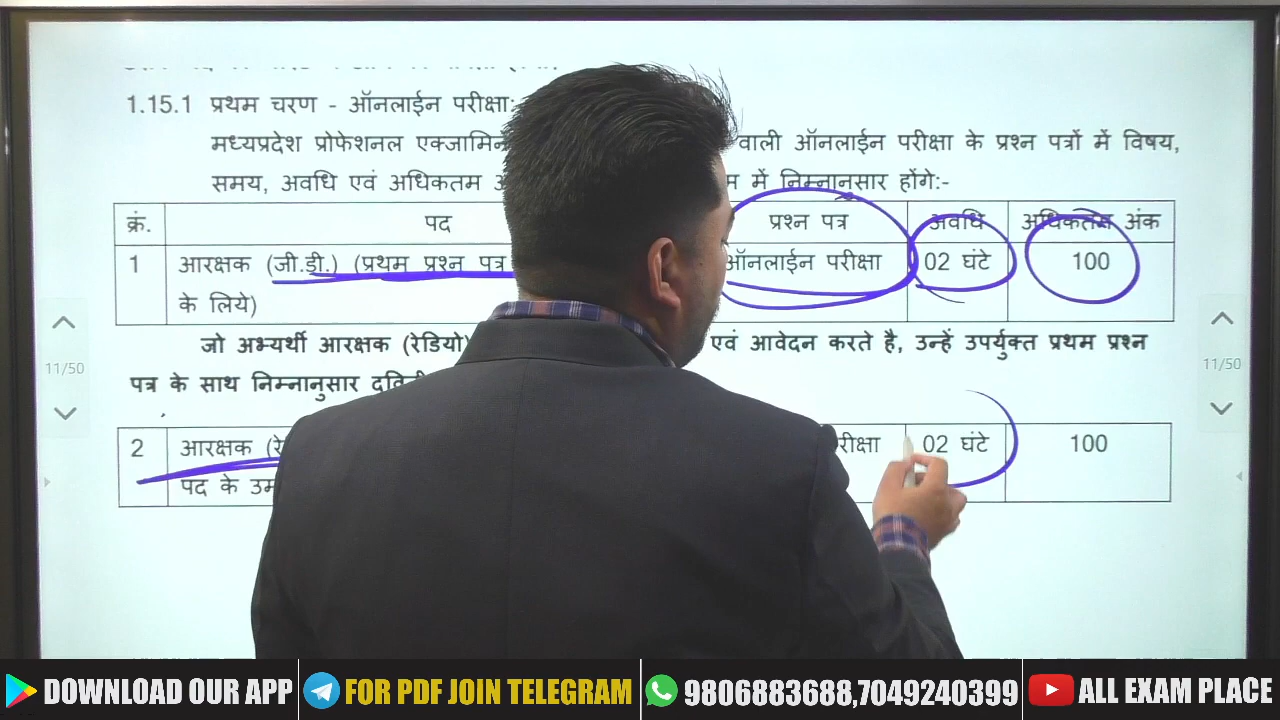 1.15.1 प्रथम चरण - ऑनलाईन परीक्षा:
मध्यप्रदेश प्रोफेशनल वाली ऑनलाईन परीक्षा के प्रश्न पत्रों में विषय,
समय, अवधि एवं अधिकतम में निम्नानुसार होंगे:-
क्रं. पद प्रश्न पत्र अवधि अधिकतम अंक
1 आरक्षक (जी.डी.) (प्रथम प्रश्न पत्र ऑनलाईन परीक्षा 02 घंटे 100
के लिये)
जो अभ्यर्थी आरक्षक (रेडियो) एवं आवेदन करते है, उन्हें उपर्युक्त प्रथम प्रश्न
पत्र के साथ निम्नानुसार
2 आरक्षक 02 घंटे 100
पद के
11/50
11/50
DOWNLOAD OUR APP
FOR PDF JOIN TELEGRAM
9806883688,7049240399
ALL EXAM PLACE